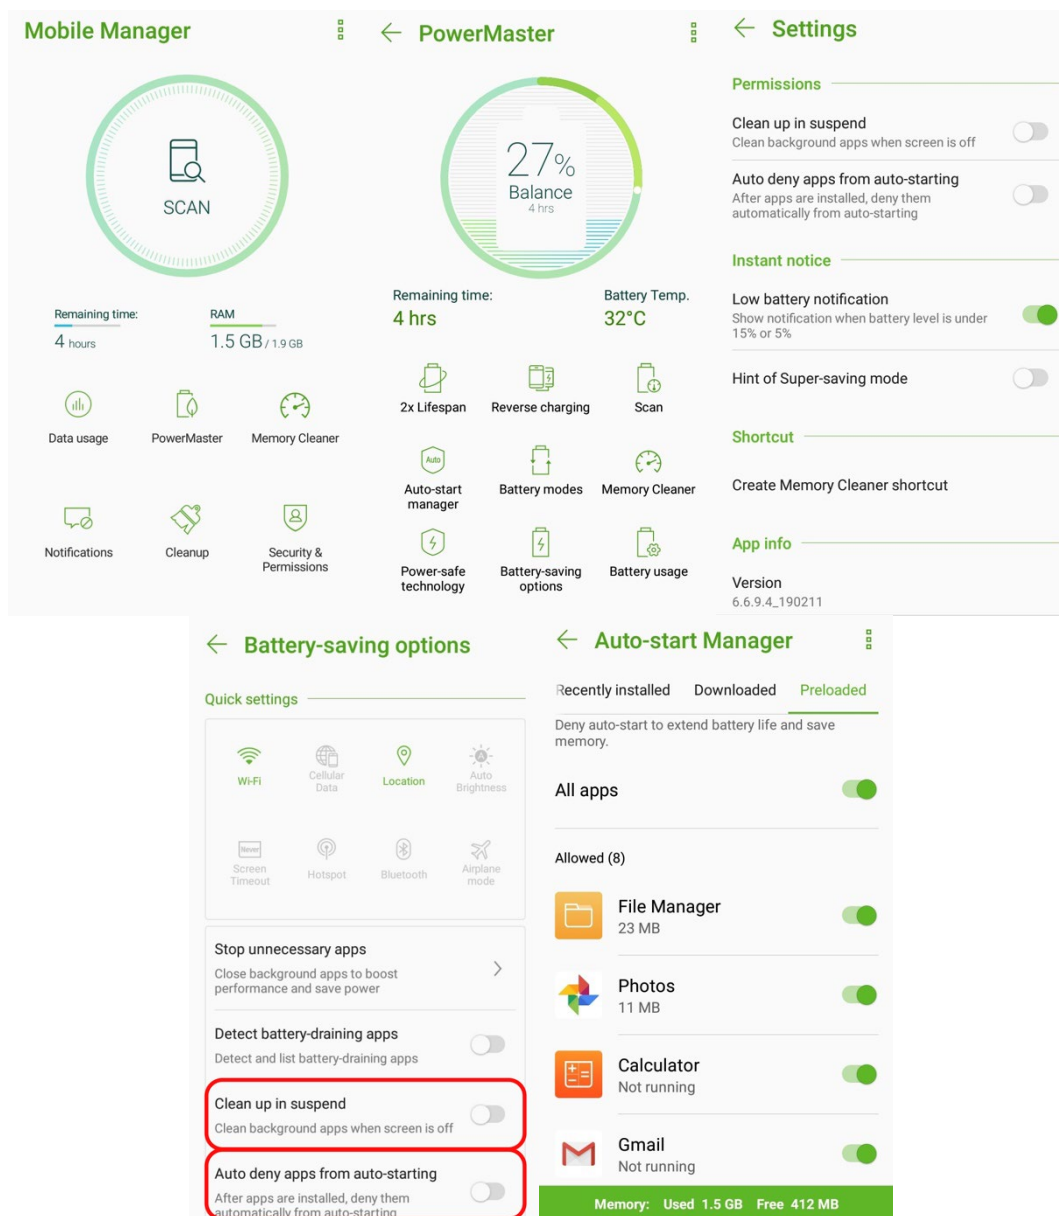 Mobile Manager
SCAN
Remaining time:
4 hours
RAM
1.5 GB / 1.9 GB
Data usage
PowerMaster
Memory Cleaner
Notifications
Cleanup
Security &
Permissions
PowerMaster
27%
Balance
4 hrs
Remaining time:
4 hrs
Battery Temp.
32°C
2x Lifespan
Reverse charging
Scan
Auto
Auto-start
manager
Battery modes
Memory Cleaner
Power-safe
technology
Battery-saving
options
Battery usage
Settings
Permissions
Clean up in suspend
Clean background apps when screen is off
Auto deny apps from auto-starting
After apps are installed, deny them
automatically from auto-starting
Instant notice
Low battery notification
Show notification when battery level is under
15% or 5%
Hint of Super-saving mode
Shortcut
Create Memory Cleaner shortcut
App info
Version
6.6.9.4_190211
Battery-saving options
Quick settings
Wi-Fi
Cellular
Data
Location
A
Auto
Brightness
Never
Screen
Timeout
Hotspot
Bluetooth
Airplane
mode
Stop unnecessary apps
Close background apps to boost
performance and save power
Detect battery-draining apps
Detect and list battery-draining apps
Clean up in suspend
Clean background apps when screen is off
Auto deny apps from auto-starting
After apps are installed, deny them
automatically from auto-starting
Auto-start Manager
Recently installed
Downloaded
Preloaded
Deny auto-start to extend battery life and save
memory.
All apps
Allowed (8)
File Manager
23 MB
Photos
11 MB
Calculator
Not running
Gmail
Not running
Memory: Used 1.5 GB Free 412 MB